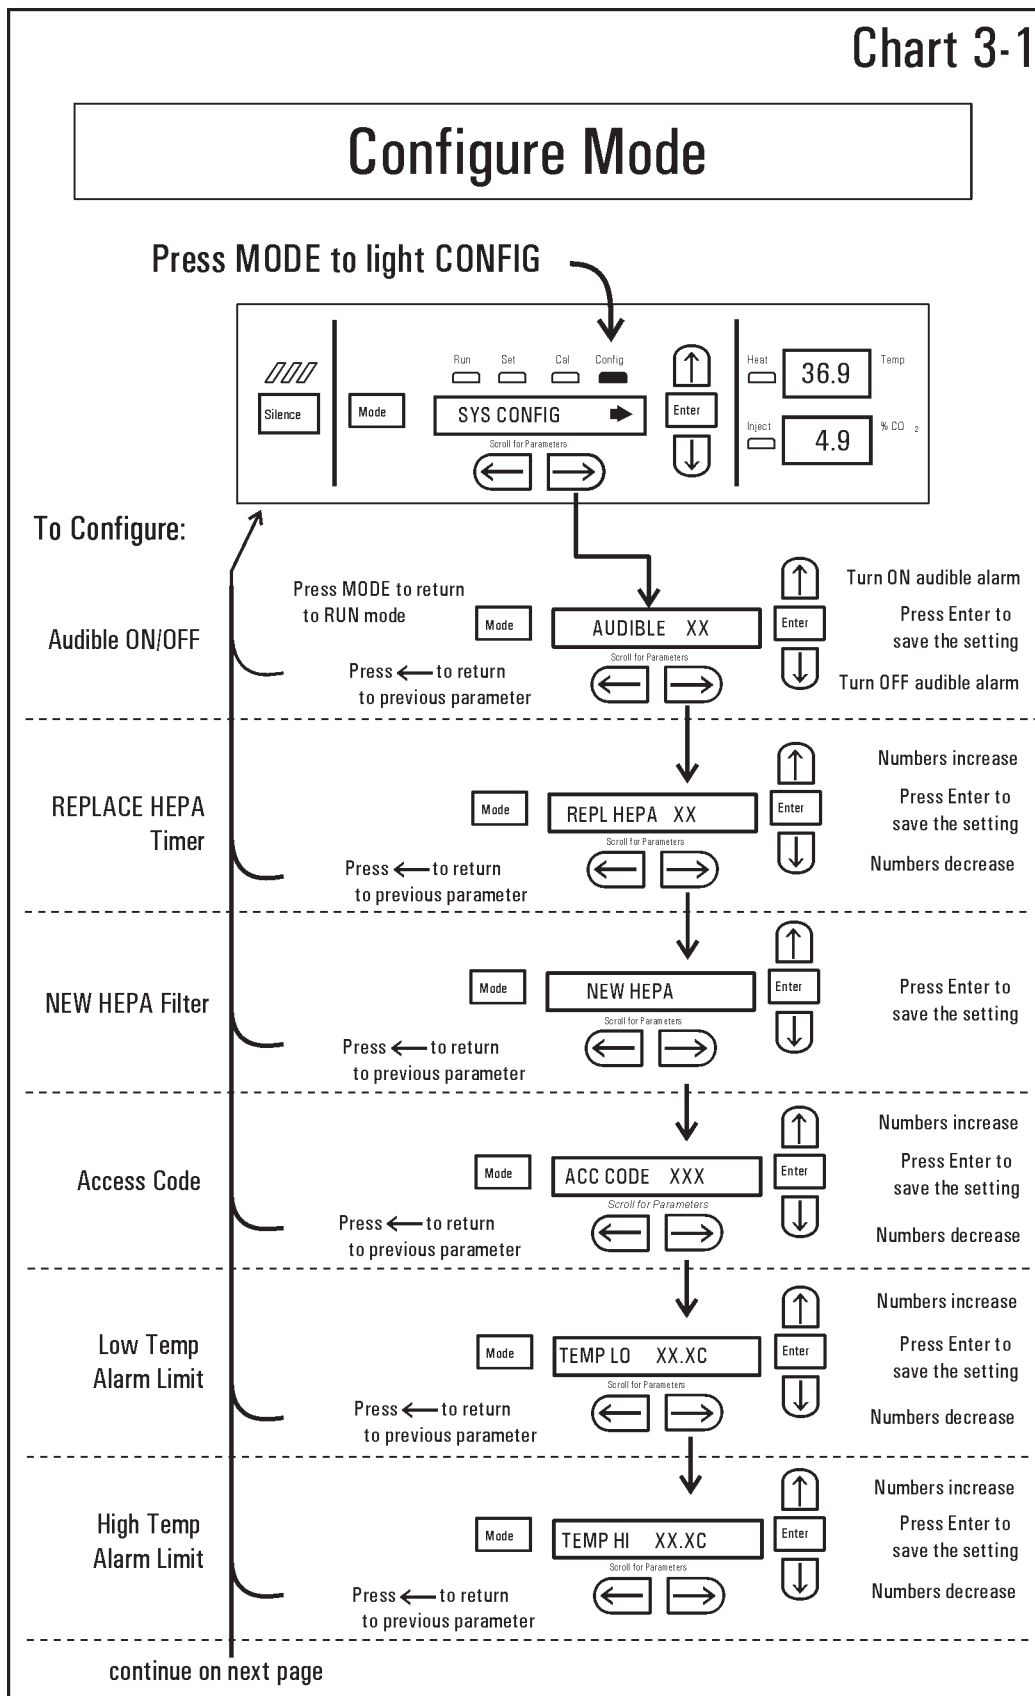 Chart 3-1
Configure Mode
Press MODE to light CONFIG
Run Set Cal Config
Silence
Mode
SYS CONFIG
Scroll for Parameters
Enter
Heat
36.9
Temp
Inject
4.9
% CO 2
To Configure:
Audible ON/OFF
Press MODE to return
to RUN mode
Mode
AUDIBLE XX
Scroll for Parameters
Press ← to return
to previous parameter
Enter
Turn ON audible alarm
Press Enter to
save the setting
Turn OFF audible alarm
REPLACE HEPA
Timer
Mode
REPL HEPA XX
Scroll for Parameters
Press ← to return
to previous parameter
Enter
Numbers increase
Press Enter to
save the setting
Numbers decrease
NEW HEPA Filter
Mode
NEW HEPA
Scroll for Parameters
Press ← to return
to previous parameter
Enter
Press Enter to
save the setting
Access Code
Mode
ACC CODE XXX
Scroll for Parameters
Press ← to return
to previous parameter
Enter
Numbers increase
Press Enter to
save the setting
Numbers decrease
Low Temp
Alarm Limit
Mode
TEMP LO XX.XC
Scroll for Parameters
Press ← to return
to previous parameter
Enter
Numbers increase
Press Enter to
save the setting
Numbers decrease
High Temp
Alarm Limit
Mode
TEMP HI XX.XC
Scroll for Parameters
Press ← to return
to previous parameter
Enter
Numbers increase
Press Enter to
save the setting
Numbers decrease
continue on next page